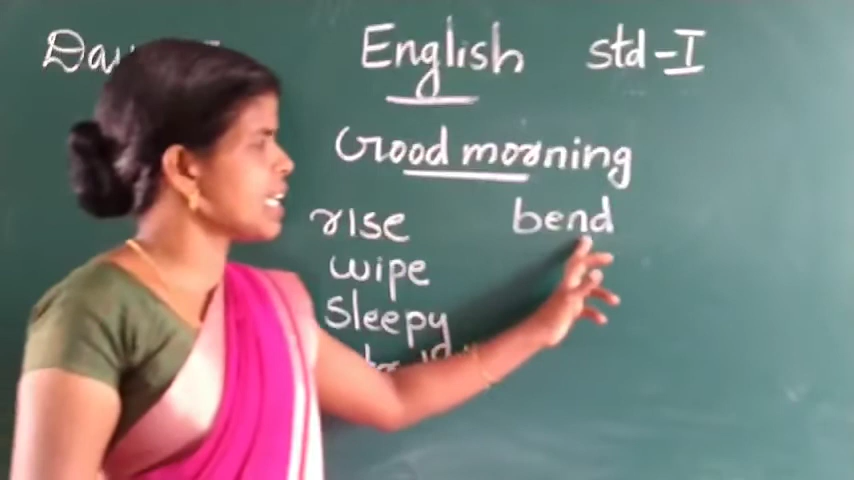 English std-I
Good morning
rise bend
wipe
Sleepy